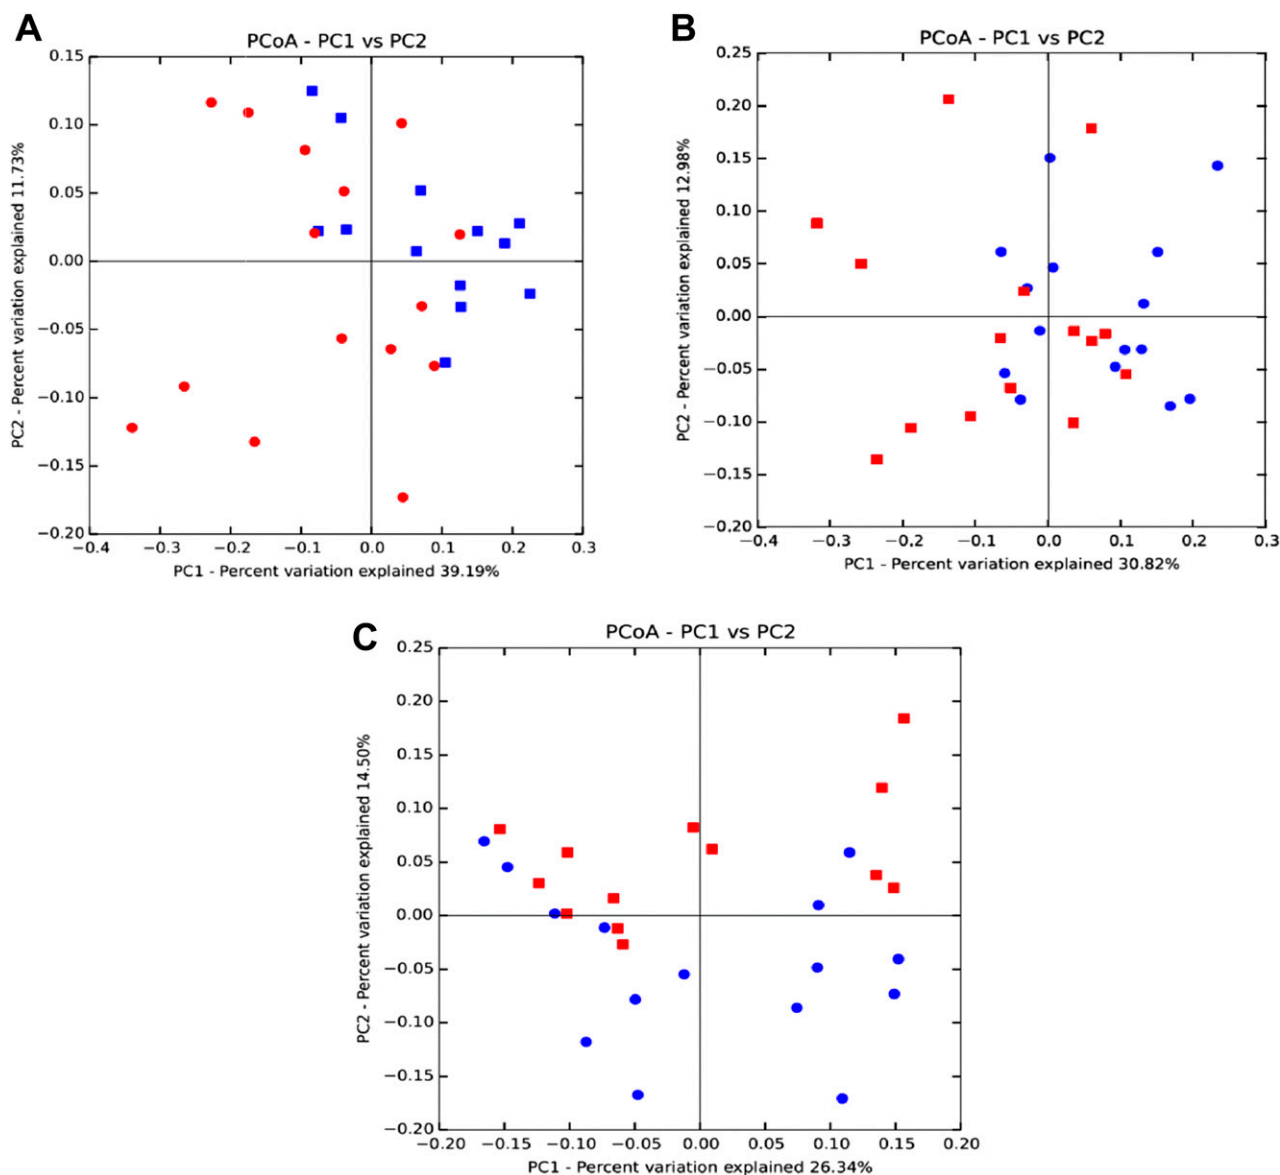 A
PCoA - PC1 vs PC2
0.15
0.10
0.05
0.00
−0.05
−0.10
−0.15
−0.20
−0.4 −0.3 −0.2 −0.1 0.0 0.1 0.2 0.3
PC2 - Percent variation explained 11.73%
PC1 - Percent variation explained 39.19%
B
PCoA - PC1 vs PC2
0.25
0.20
0.15
0.10
0.05
0.00
−0.05
−0.10
−0.15
−0.20
−0.4 −0.3 −0.2 −0.1 0.0 0.1 0.2 0.3
PC2 - Percent variation explained 12.98%
PC1 - Percent variation explained 30.82%
C
PCoA - PC1 vs PC2
0.25
0.20
0.15
0.10
0.05
0.00
−0.05
−0.10
−0.15
−0.20
−0.20 −0.15 −0.10 −0.05 0.00 0.05 0.10 0.15 0.20
PC2 - Percent variation explained 14.50%
PC1 - Percent variation explained 26.34%